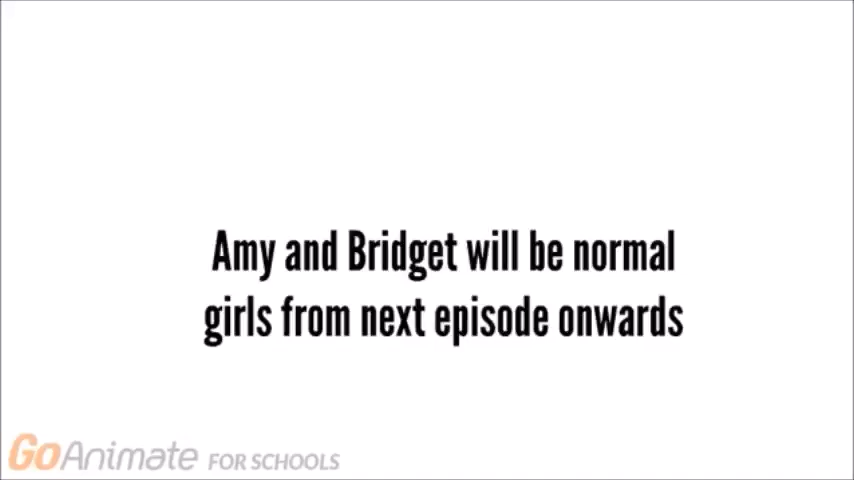 Amy and Bridget will be normal
girls from next episode onwards
GoAnimate FOR SCHOOLS